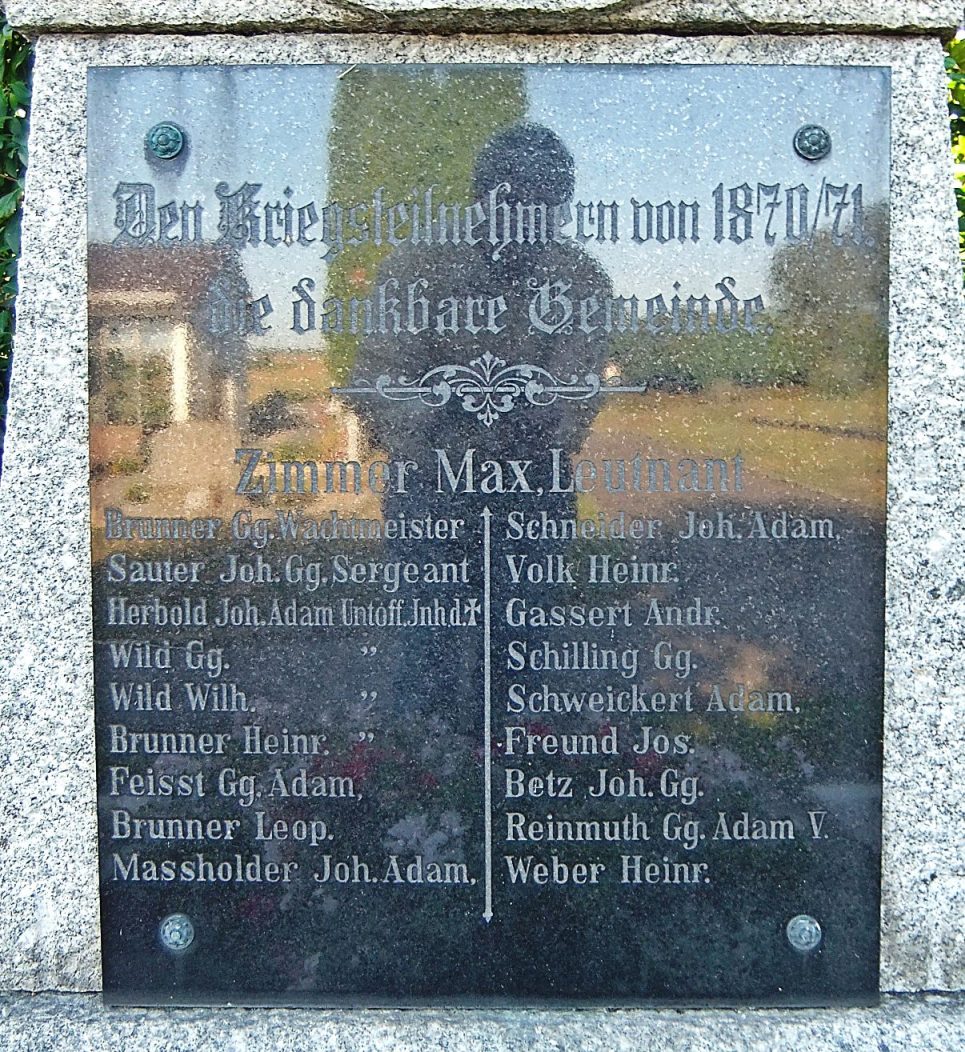 Den Kriegsteilnehmern von 1870/71.
die dankbare Gemeinde.
Zimmer Max, Leutnant
Brunner Gg. Wachtmeister
Sauter Joh. Gg. Sergeant
Herbold Joh. Adam Untoff. Jnhd. ✠
Wild Gg. "
Wild Wilh. "
Brunner Heinr. "
Feisst Gg. Adam,
Brunner Leop.
Massholder Joh. Adam,
Schneider Joh. Adam,
Volk Heinr.
Gassert Andr.
Schilling Gg.
Schweickert Adam,
Freund Jos.
Betz Joh. Gg.
Reinmuth Gg. Adam V.
Weber Heinr.